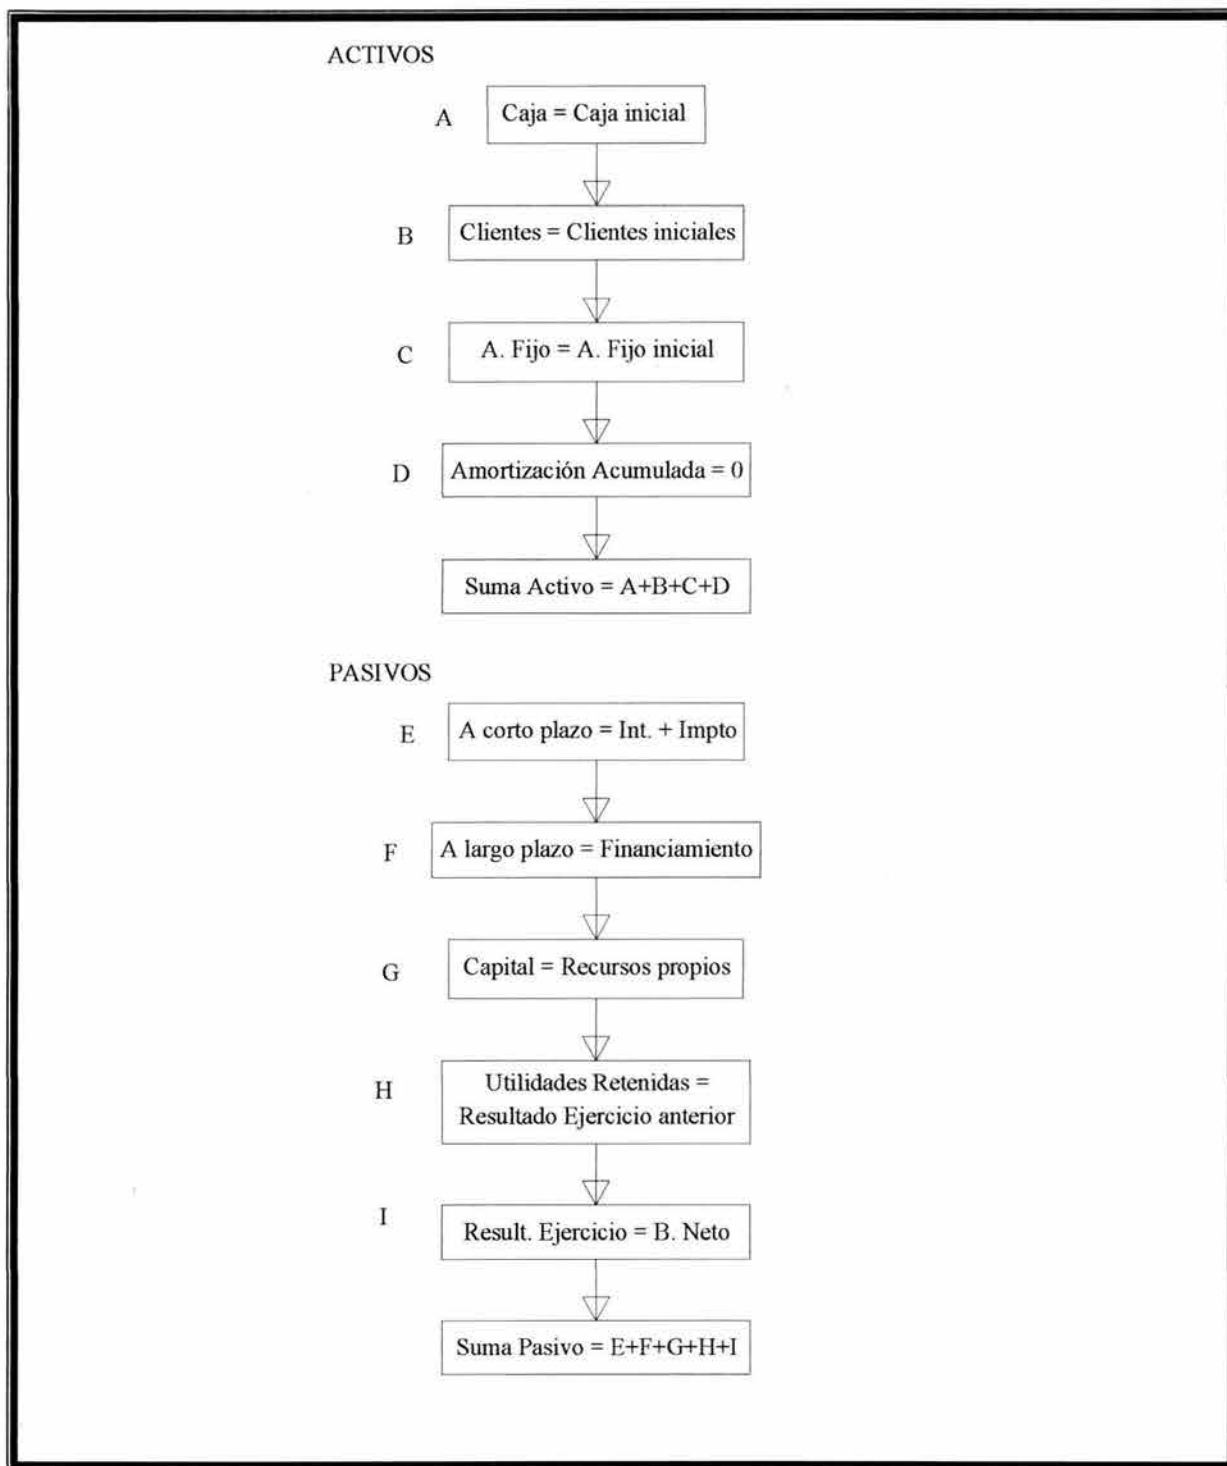 ACTIVOS
A
Caja = Caja inicial
B
Clientes = Clientes iniciales
C
A. Fijo = A. Fijo inicial
D
Amortización Acumulada = 0
Suma Activo = A+B+C+D
PASIVOS
E
A corto plazo = Int. + Impto
F
A largo plazo = Financiamiento
G
Capital = Recursos propios
H
Utilidades Retenidas =
Resultado Ejercicio anterior
I
Result. Ejercicio = B. Neto
Suma Pasivo = E+F+G+H+I